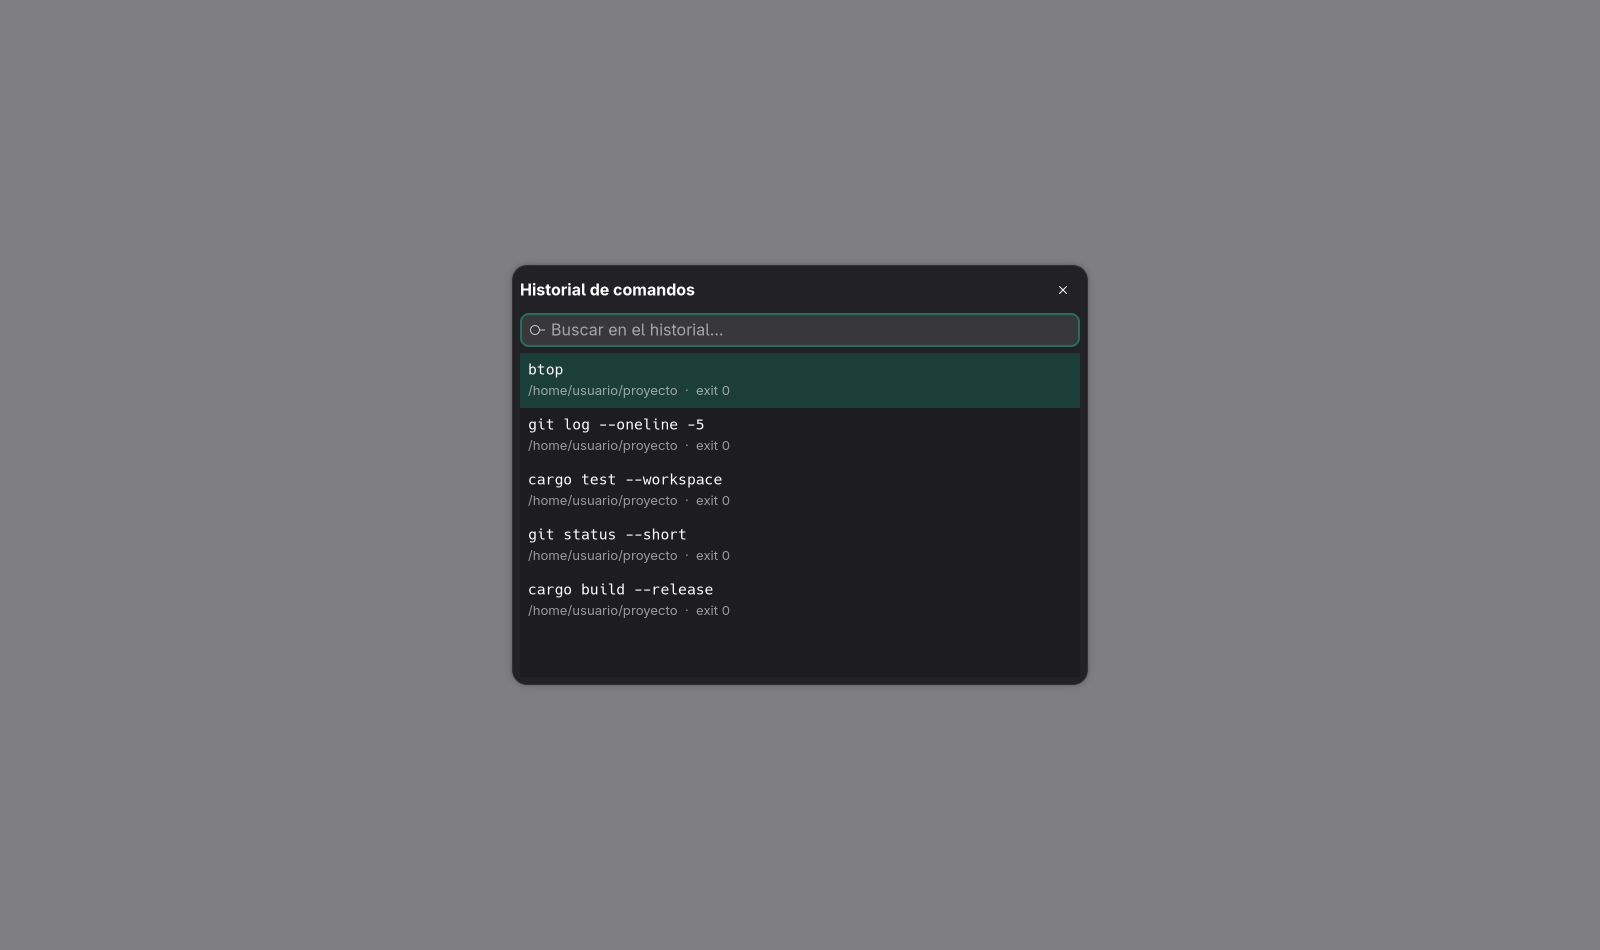 Historial de comandos
Buscar en el historial...
btop
/home/usuario/proyecto · exit 0
git log --oneline -5
/home/usuario/proyecto · exit 0
cargo test --workspace
/home/usuario/proyecto · exit 0
git status --short
/home/usuario/proyecto · exit 0
cargo build --release
/home/usuario/proyecto · exit 0